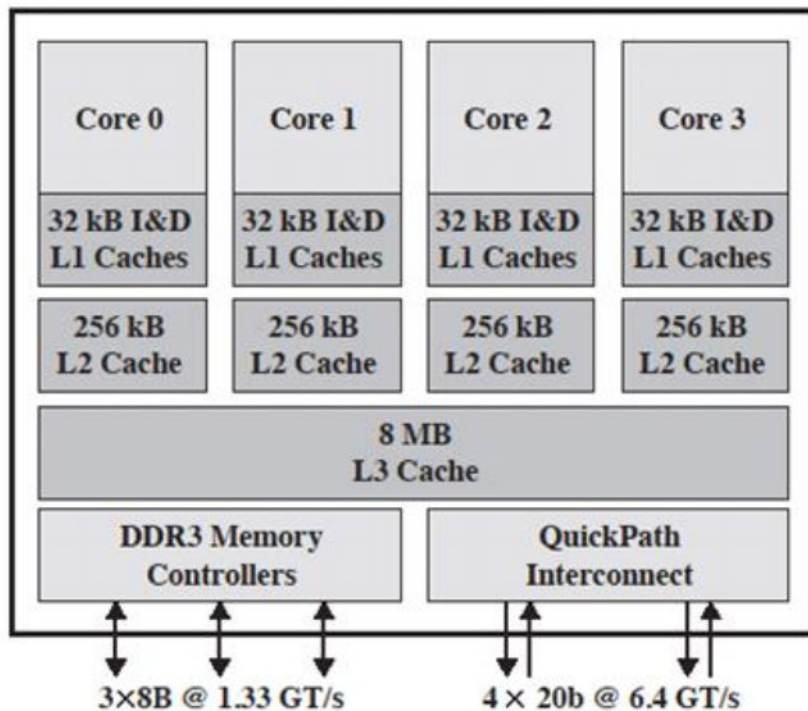 Core 0
Core 1
Core 2
Core 3
32 kB I&D
L1 Caches
32 kB I&D
L1 Caches
32 kB I&D
L1 Caches
32 kB I&D
L1 Caches
256 kB
L2 Cache
256 kB
L2 Cache
256 kB
L2 Cache
256 kB
L2 Cache
8 MB
L3 Cache
DDR3 Memory
Controllers
QuickPath
Interconnect
3×8B @ 1.33 GT/s
4 × 20b @ 6.4 GT/s